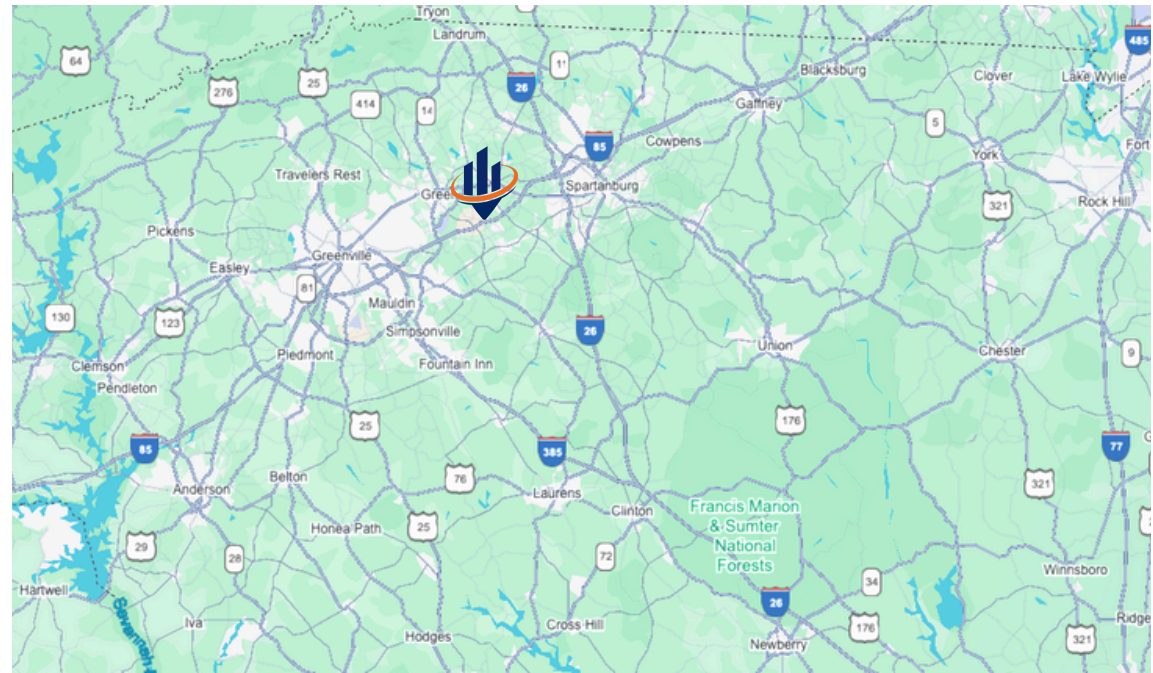 Tryon
Landrum
64
276
25
414
14
26
11
Blacksburg
Clover
Lake Wylie
485
Gaffney
85
Cowpens
5
York
Fort
Travelers Rest
Spartanburg
321
Rock Hill
Pickens
Easley
Greenville
81
Mauldin
Simpsonville
130
123
26
Union
Chester
9
Piedmont
Fountain Inn
Clemson
Pendleton
25
176
85
385
77
Belton
76
Anderson
Laurens
321
Clinton
Francis Marion
& Sumter
National
Forests
Honea Path
25
29
28
72
34
Winnsboro
Hartwell
26
Iva
Hodges
Cross Hill
176
Newberry
321
Ridge